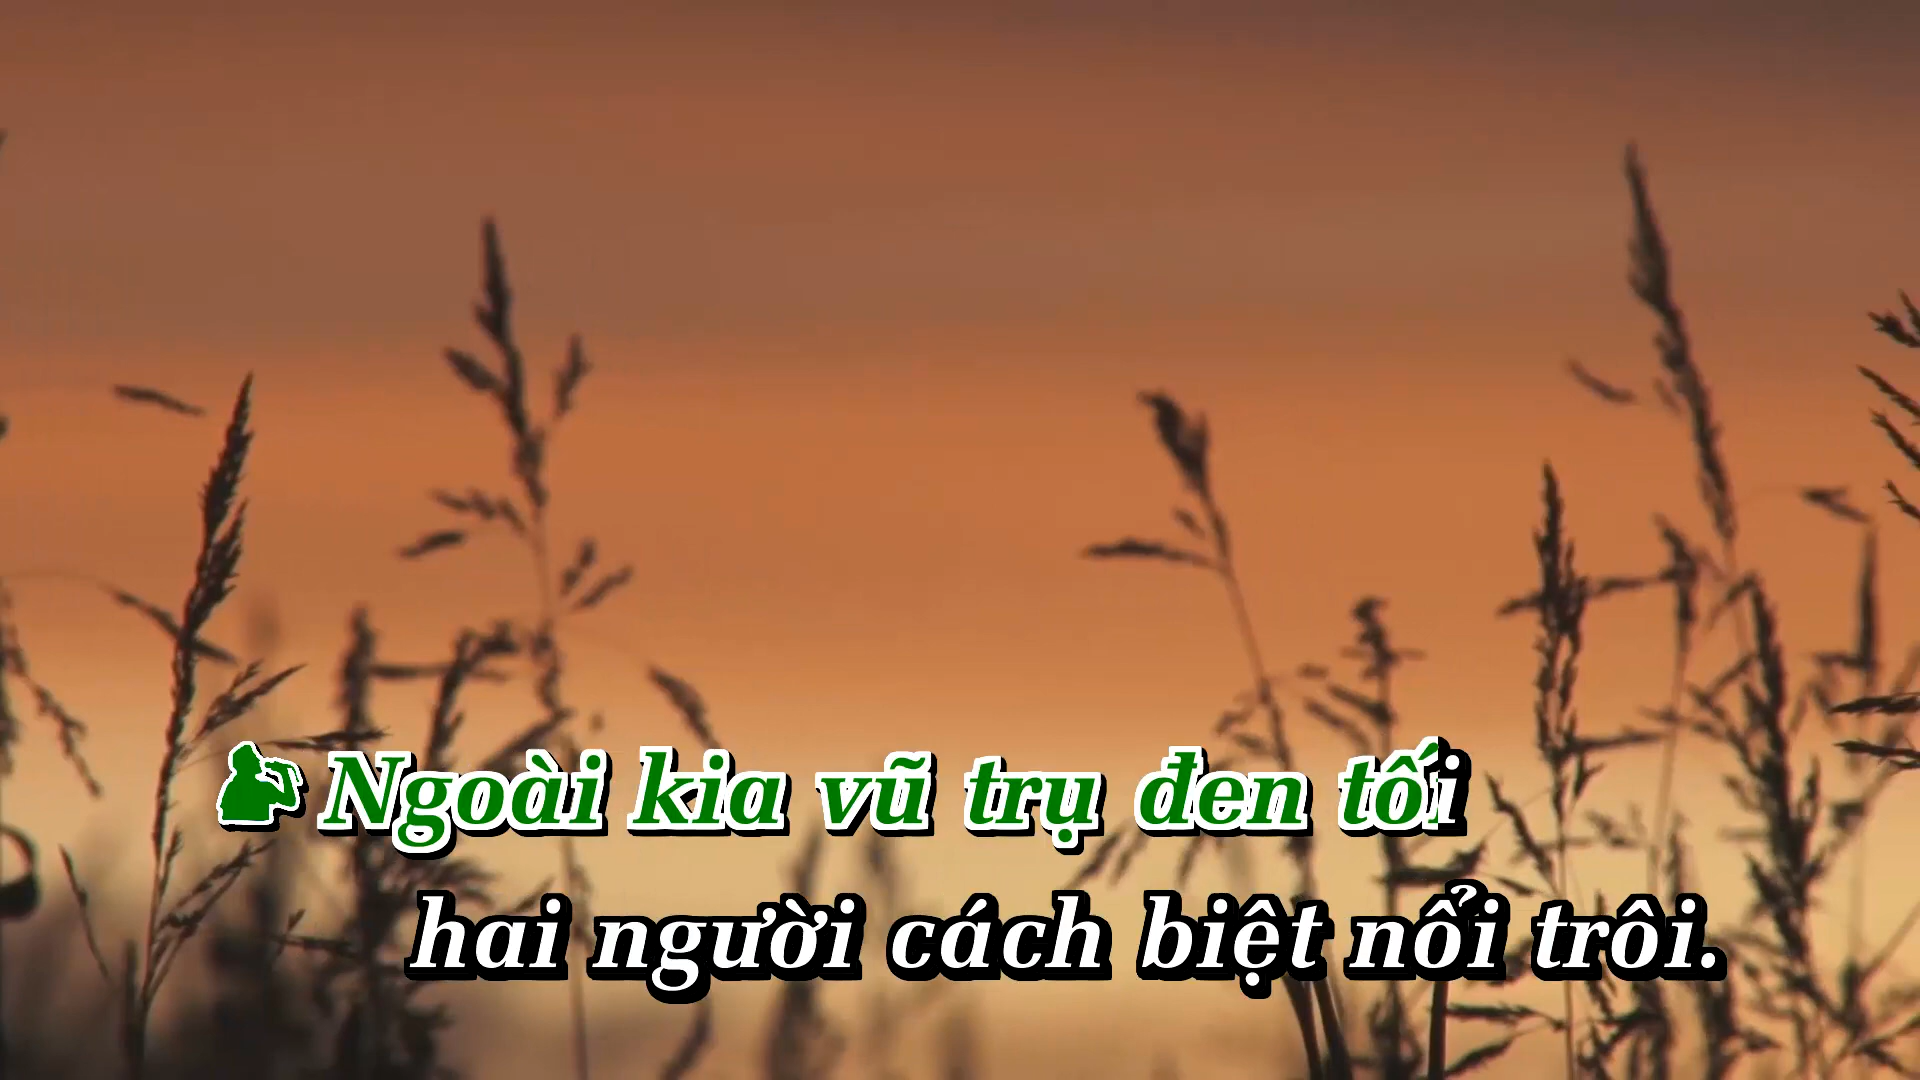 Ngoài kia vũ trụ đen tối
hai người cách biệt nổi trôi.